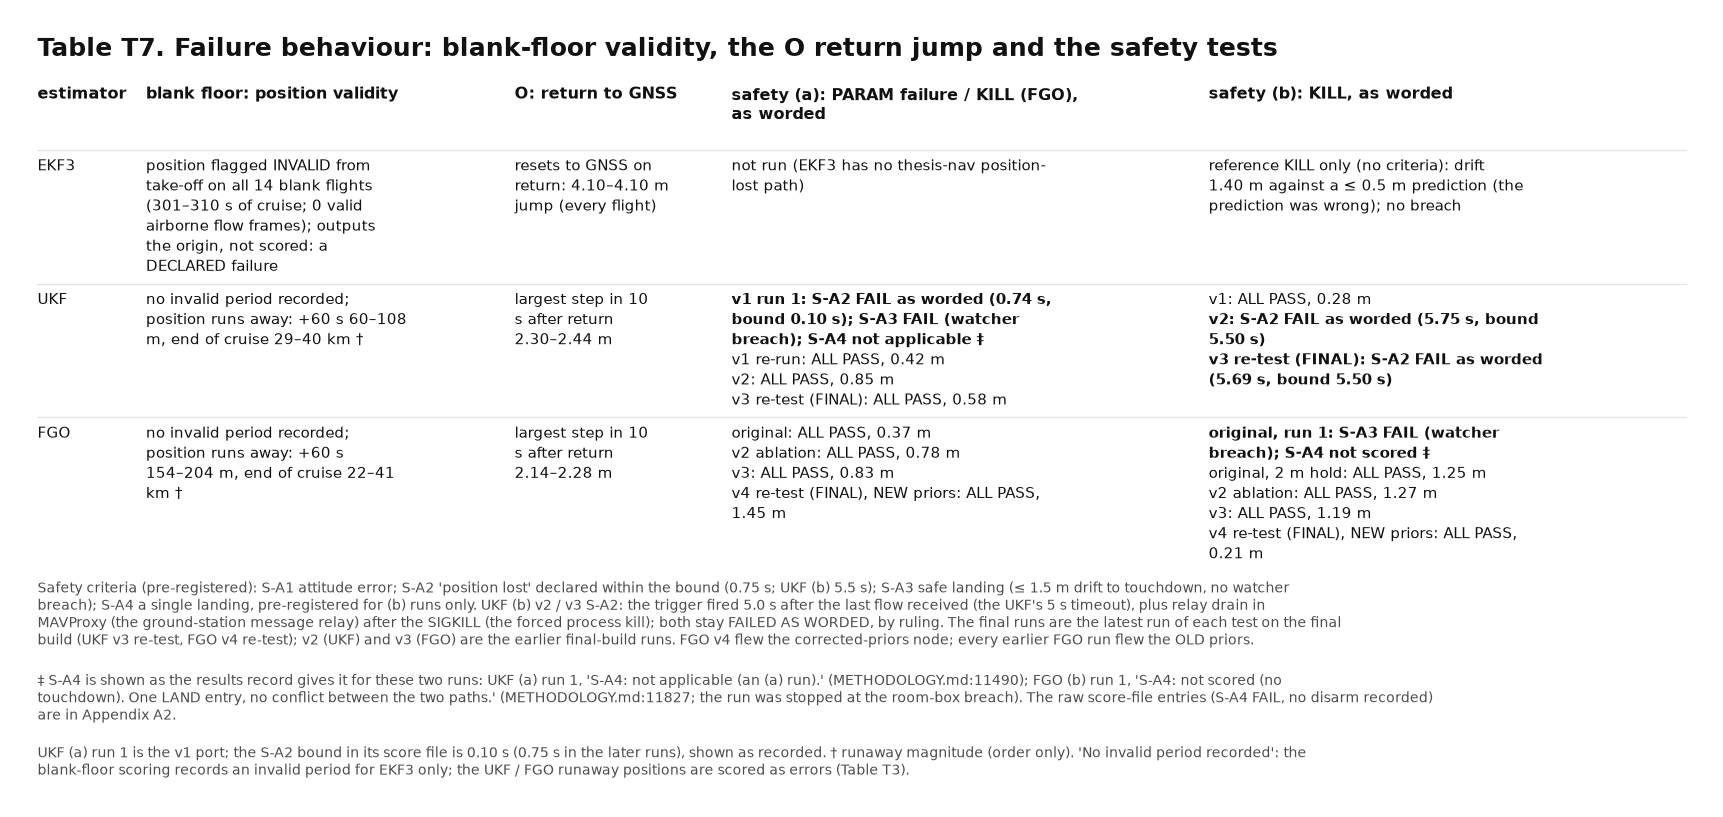 Table T7. Failure behaviour: blank-floor validity, the O return jump and the safety tests
estimator
blank floor: position validity
O: return to GNSS
safety (a): PARAM failure / KILL (FGO),
as worded
safety (b): KILL, as worded
EKF3
position flagged INVALID from
take-off on all 14 blank flights
(301–310 s of cruise; 0 valid
airborne flow frames); outputs
the origin, not scored: a
DECLARED failure
resets to GNSS on
return: 4.10–4.10 m
jump (every flight)
not run (EKF3 has no thesis-nav position-
lost path)
reference KILL only (no criteria): drift
1.40 m against a ≤ 0.5 m prediction (the
prediction was wrong); no breach
UKF
no invalid period recorded;
position runs away: +60 s 60–108
m, end of cruise 29–40 km †
largest step in 10
s after return
2.30–2.44 m
v1 run 1: S-A2 FAIL as worded (0.74 s,
bound 0.10 s); S-A3 FAIL (watcher
breach); S-A4 not applicable ‡
v1 re-run: ALL PASS, 0.42 m
v2: ALL PASS, 0.85 m
v3 re-test (FINAL): ALL PASS, 0.58 m
v1: ALL PASS, 0.28 m
v2: S-A2 FAIL as worded (5.75 s, bound
5.50 s)
v3 re-test (FINAL): S-A2 FAIL as worded
(5.69 s, bound 5.50 s)
FGO
no invalid period recorded;
position runs away: +60 s
154–204 m, end of cruise 22–41
km †
largest step in 10
s after return
2.14–2.28 m
original: ALL PASS, 0.37 m
v2 ablation: ALL PASS, 0.78 m
v3: ALL PASS, 0.83 m
v4 re-test (FINAL), NEW priors: ALL PASS,
1.45 m
original, run 1: S-A3 FAIL (watcher
breach); S-A4 not scored ‡
original, 2 m hold: ALL PASS, 1.25 m
v2 ablation: ALL PASS, 1.27 m
v3: ALL PASS, 1.19 m
v4 re-test (FINAL), NEW priors: ALL PASS,
0.21 m
Safety criteria (pre-registered): S-A1 attitude error; S-A2 'position lost' declared within the bound (0.75 s; UKF (b) 5.5 s); S-A3 safe landing (≤ 1.5 m drift to touchdown, no watcher
breach); S-A4 a single landing, pre-registered for (b) runs only. UKF (b) v2 / v3 S-A2: the trigger fired 5.0 s after the last flow received (the UKF's 5 s timeout), plus relay drain in
MAVProxy (the ground-station message relay) after the SIGKILL (the forced process kill); both stay FAILED AS WORDED, by ruling. The final runs are the latest run of each test on the final
build (UKF v3 re-test, FGO v4 re-test); v2 (UKF) and v3 (FGO) are the earlier final-build runs. FGO v4 flew the corrected-priors node; every earlier FGO run flew the OLD priors.
‡ S-A4 is shown as the results record gives it for these two runs: UKF (a) run 1, 'S-A4: not applicable (an (a) run).' (METHODOLOGY.md:11490); FGO (b) run 1, 'S-A4: not scored (no
touchdown). One LAND entry, no conflict between the two paths.' (METHODOLOGY.md:11827; the run was stopped at the room-box breach). The raw score-file entries (S-A4 FAIL, no disarm recorded)
are in Appendix A2.
UKF (a) run 1 is the v1 port; the S-A2 bound in its score file is 0.10 s (0.75 s in the later runs), shown as recorded. † runaway magnitude (order only). 'No invalid period recorded': the
blank-floor scoring records an invalid period for EKF3 only; the UKF / FGO runaway positions are scored as errors (Table T3).